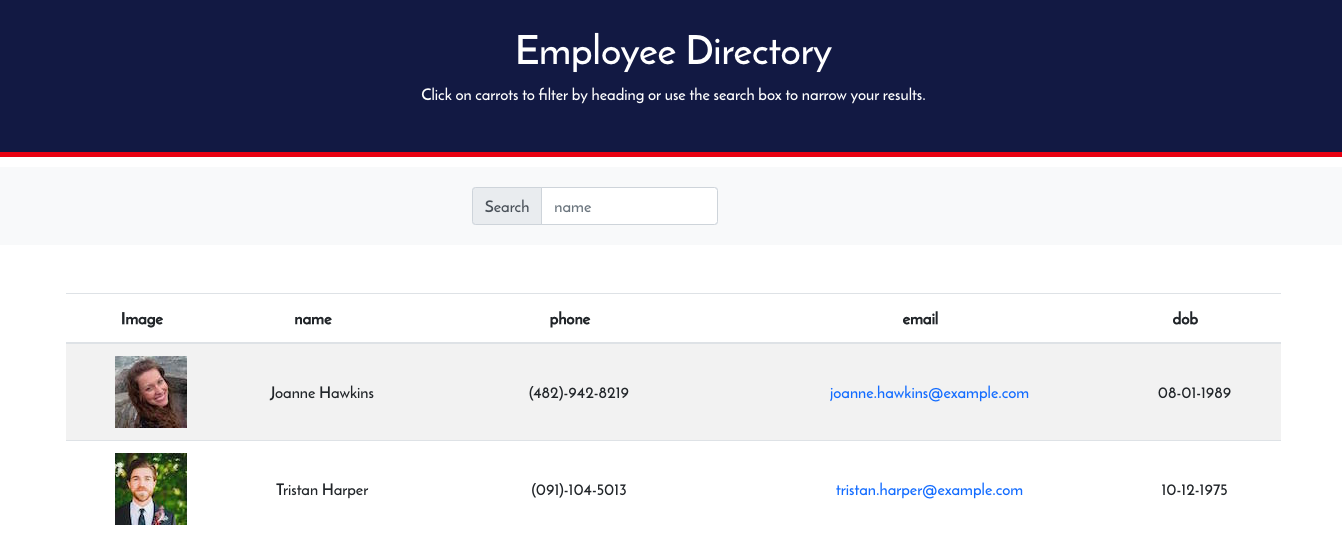 Employee Directory
Click on carrots to filter by heading or use the search box to narrow your results.
Search name
Image name phone email dob
Joanne Hawkins (482)-942-8219 joanne.hawkins@example.com 08-01-1989
Tristan Harper (091)-104-5013 tristan.harper@example.com 10-12-1975